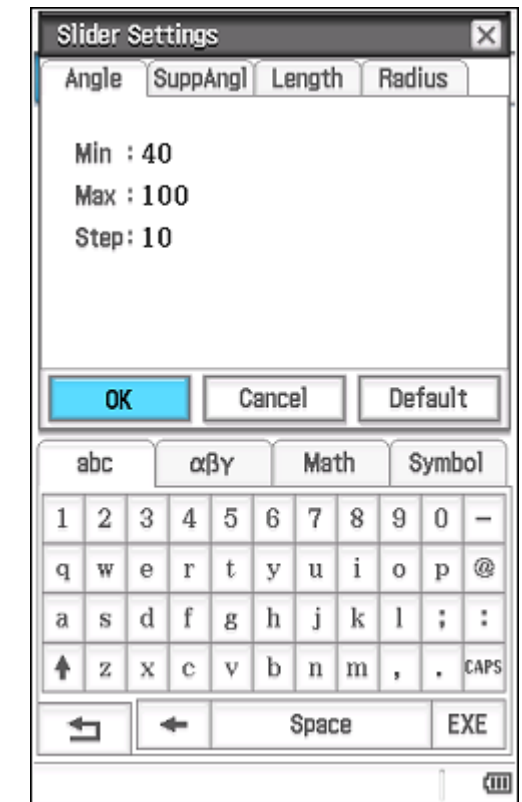 Slider Settings
Angle SuppAngl Length Radius
Min : 40
Max : 100
Step: 10
OK Cancel Default
abc αβγ Math Symbol
1 2 3 4 5 6 7 8 9 0 −
q w e r t y u i o p @
a s d f g h j k l ; :
z x c v b n m , . CAPS
Space EXE